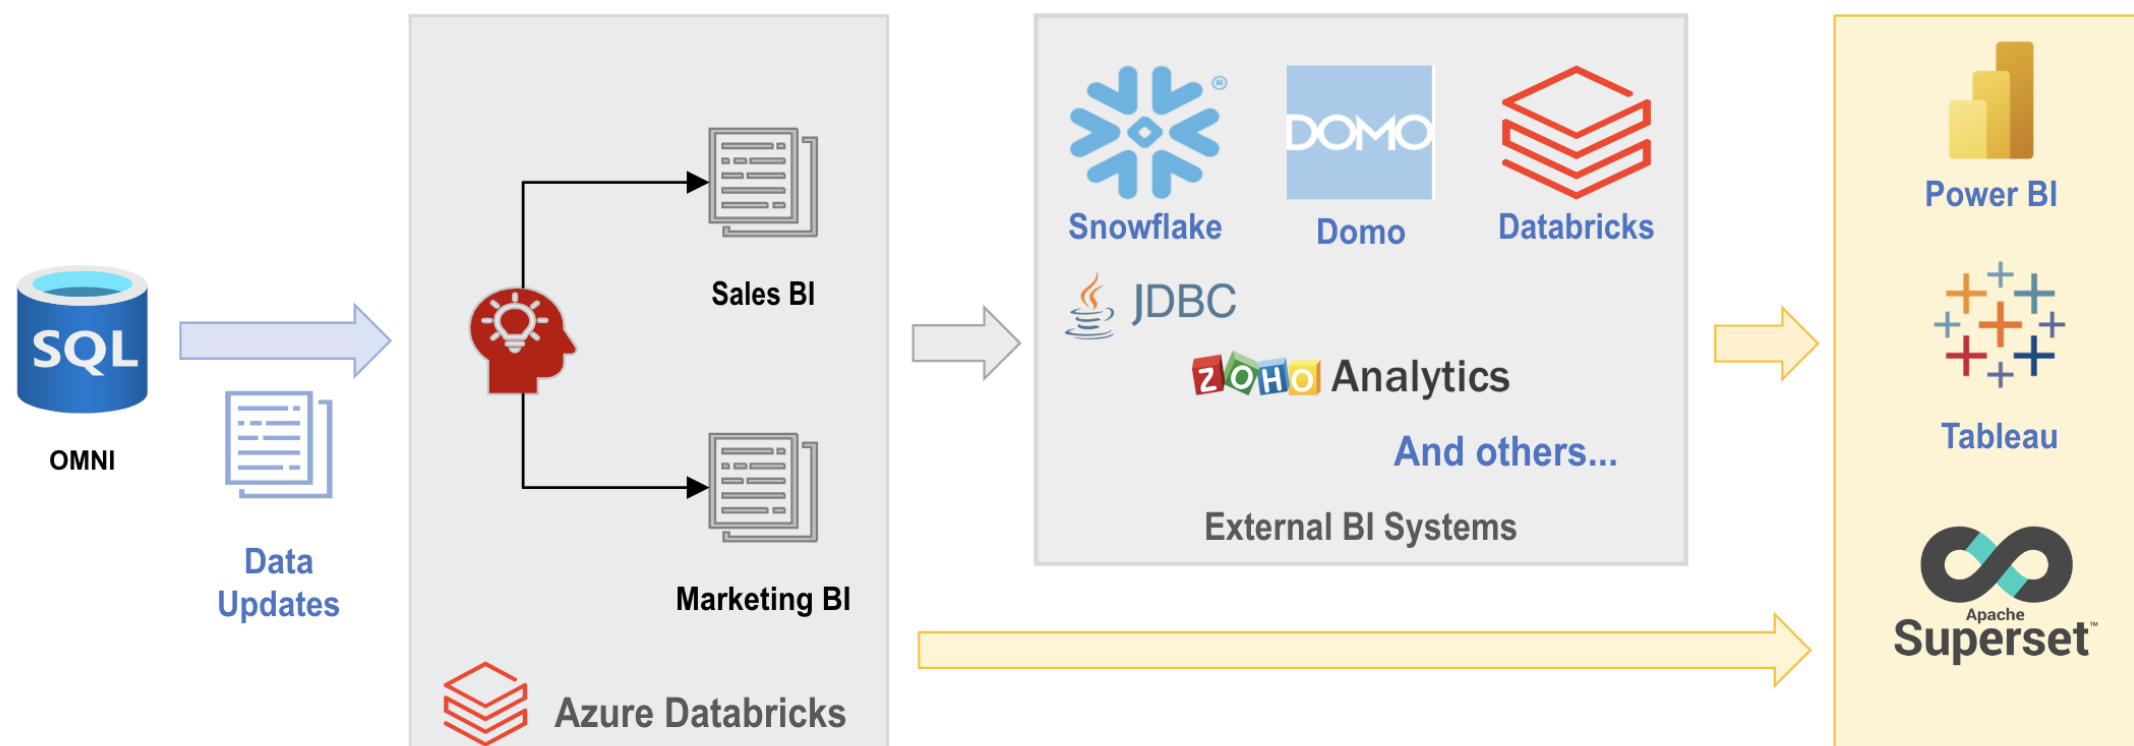 SQL
OMNI
Data
Updates
Sales BI
Marketing BI
Azure Databricks
®
DOMO
Snowflake
Domo
Databricks
JDBC
ZOHO Analytics
And others...
External BI Systems
Power BI
Tableau
Apache
Superset™